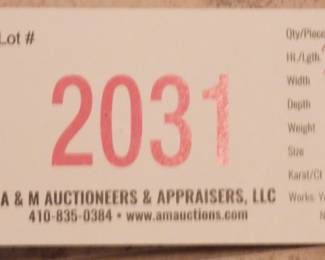 Lot #
2031
A & M AUCTIONEERS & APPRAISERS, LLC
410-835-0384 • www.amauctions.com
Qty/Piece
Ht./Lgth.
Width
Depth
Weight
Size
Karat/Ct
Works: Y